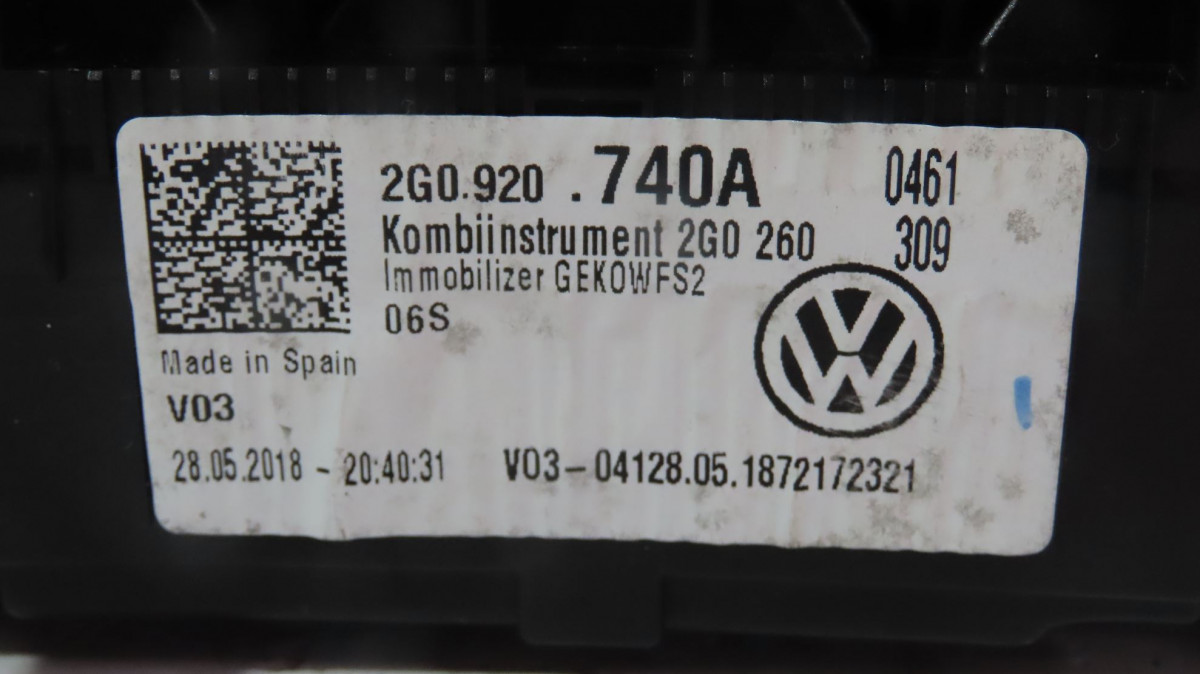 2G0.920 .740A 0461
Kombiinstrument 2G0 260 309
Immobilizer GEKOWFS2
06S
Made in Spain
V03
28.05.2018 - 20:40:31 V03-04128.05.1872172321